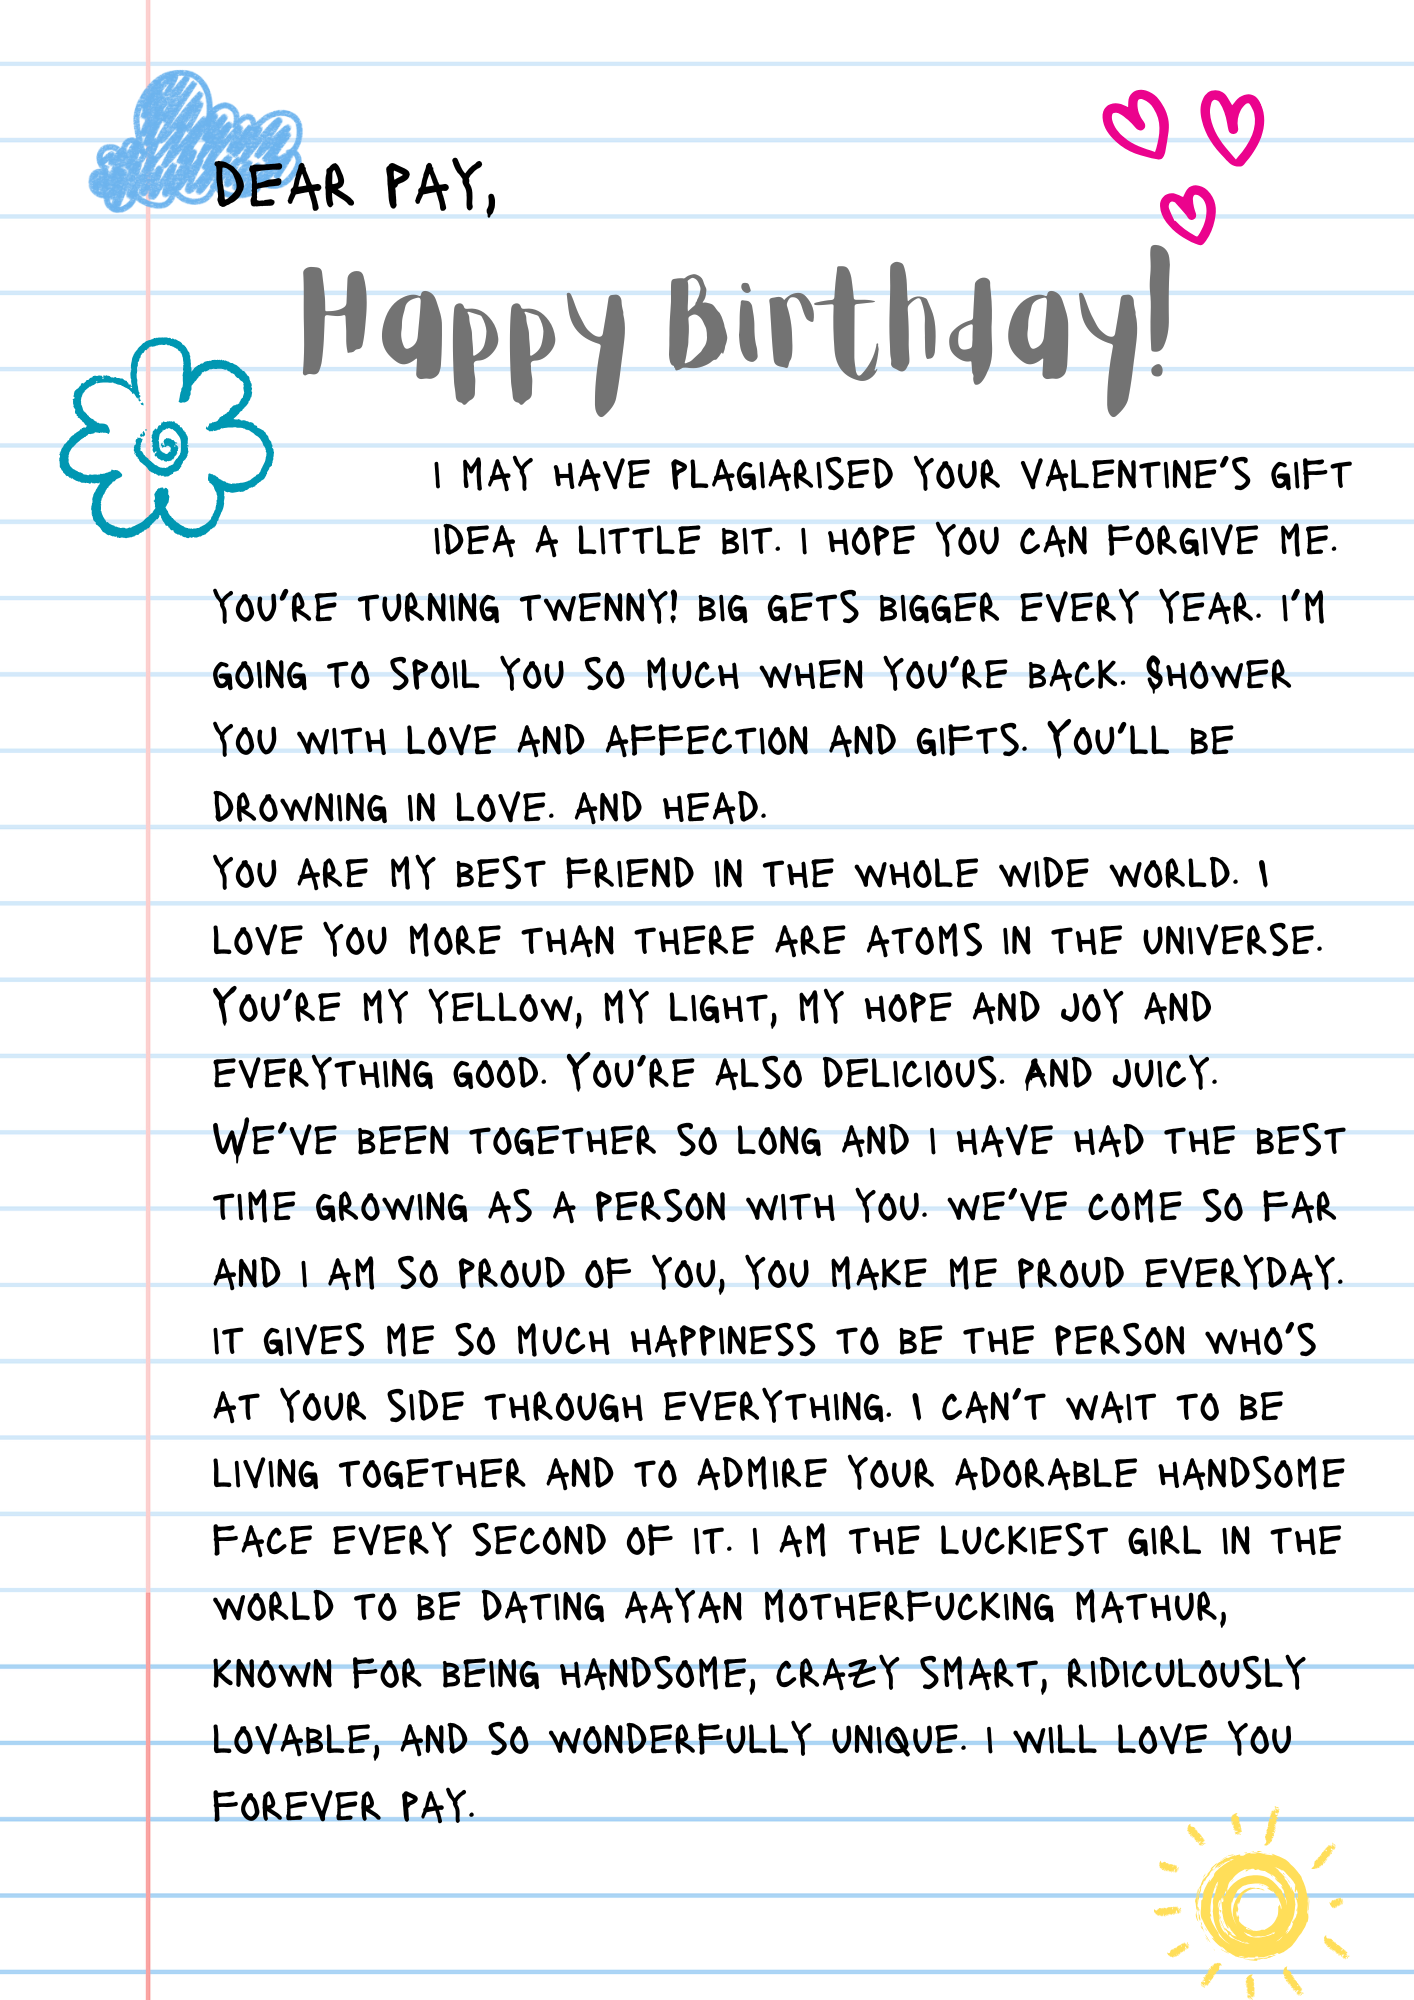 DEAR PAY,
Happy Birthday!
I MAY HAVE PLAGIARISED YOUR VALENTINE'S GIFT
IDEA A LITTLE BIT. I HOPE YOU CAN FORGIVE ME.
YOU'RE TURNING TWENNY! BIG GETS BIGGER EVERY YEAR. I'M
GOING TO SPOIL YOU SO MUCH WHEN YOU'RE BACK. $HOWER
YOU WITH LOVE AND AFFECTION AND GIFTS. YOU'LL BE
DROWNING IN LOVE. AND HEAD.
YOU ARE MY BEST FRIEND IN THE WHOLE WIDE WORLD. I
LOVE YOU MORE THAN THERE ARE ATOMS IN THE UNIVERSE.
YOU'RE MY YELLOW, MY LIGHT, MY HOPE AND JOY AND
EVERYTHING GOOD. YOU'RE ALSO DELICIOUS. AND JUICY.
WE'VE BEEN TOGETHER SO LONG AND I HAVE HAD THE BEST
TIME GROWING AS A PERSON WITH YOU. WE'VE COME SO FAR
AND I AM SO PROUD OF YOU, YOU MAKE ME PROUD EVERYDAY.
IT GIVES ME SO MUCH HAPPINESS TO BE THE PERSON WHO'S
AT YOUR SIDE THROUGH EVERYTHING. I CAN'T WAIT TO BE
LIVING TOGETHER AND TO ADMIRE YOUR ADORABLE HANDSOME
FACE EVERY SECOND OF IT. I AM THE LUCKIEST GIRL IN THE
WORLD TO BE DATING AAYAN MOTHERFUCKING MATHUR,
KNOWN FOR BEING HANDSOME, CRAZY SMART, RIDICULOUSLY
LOVABLE, AND SO WONDERFULLY UNIQUE. I WILL LOVE YOU
FOREVER PAY.